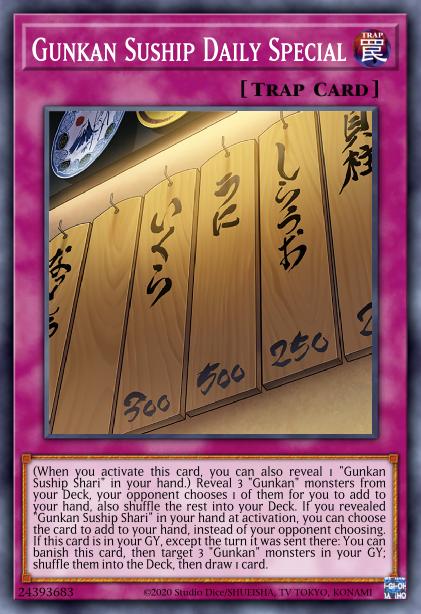 GUNKAN SUSHIP DAILY SPECIAL
TRAP
罠
[TRAP CARD]
いくら
うに
しらうお
貝柱
300
500
250
2
(When you activate this card, you can also reveal 1 "Gunkan
Suship Shari" in your hand.) Reveal 3 "Gunkan" monsters from
your Deck, your opponent chooses 1 of them for you to add to
your hand, also shuffle the rest into your Deck. If you revealed
"Gunkan Suship Shari" in your hand at activation, you can choose
the card to add to your hand, instead of your opponent choosing.
If this card is in your GY, except the turn it was sent there: You can
banish this card, then target 3 "Gunkan" monsters in your GY;
shuffle them into the Deck, then draw 1 card.
24393683
©2020 Studio Dice/SHUEISHA, TV TOKYO, KONAMI